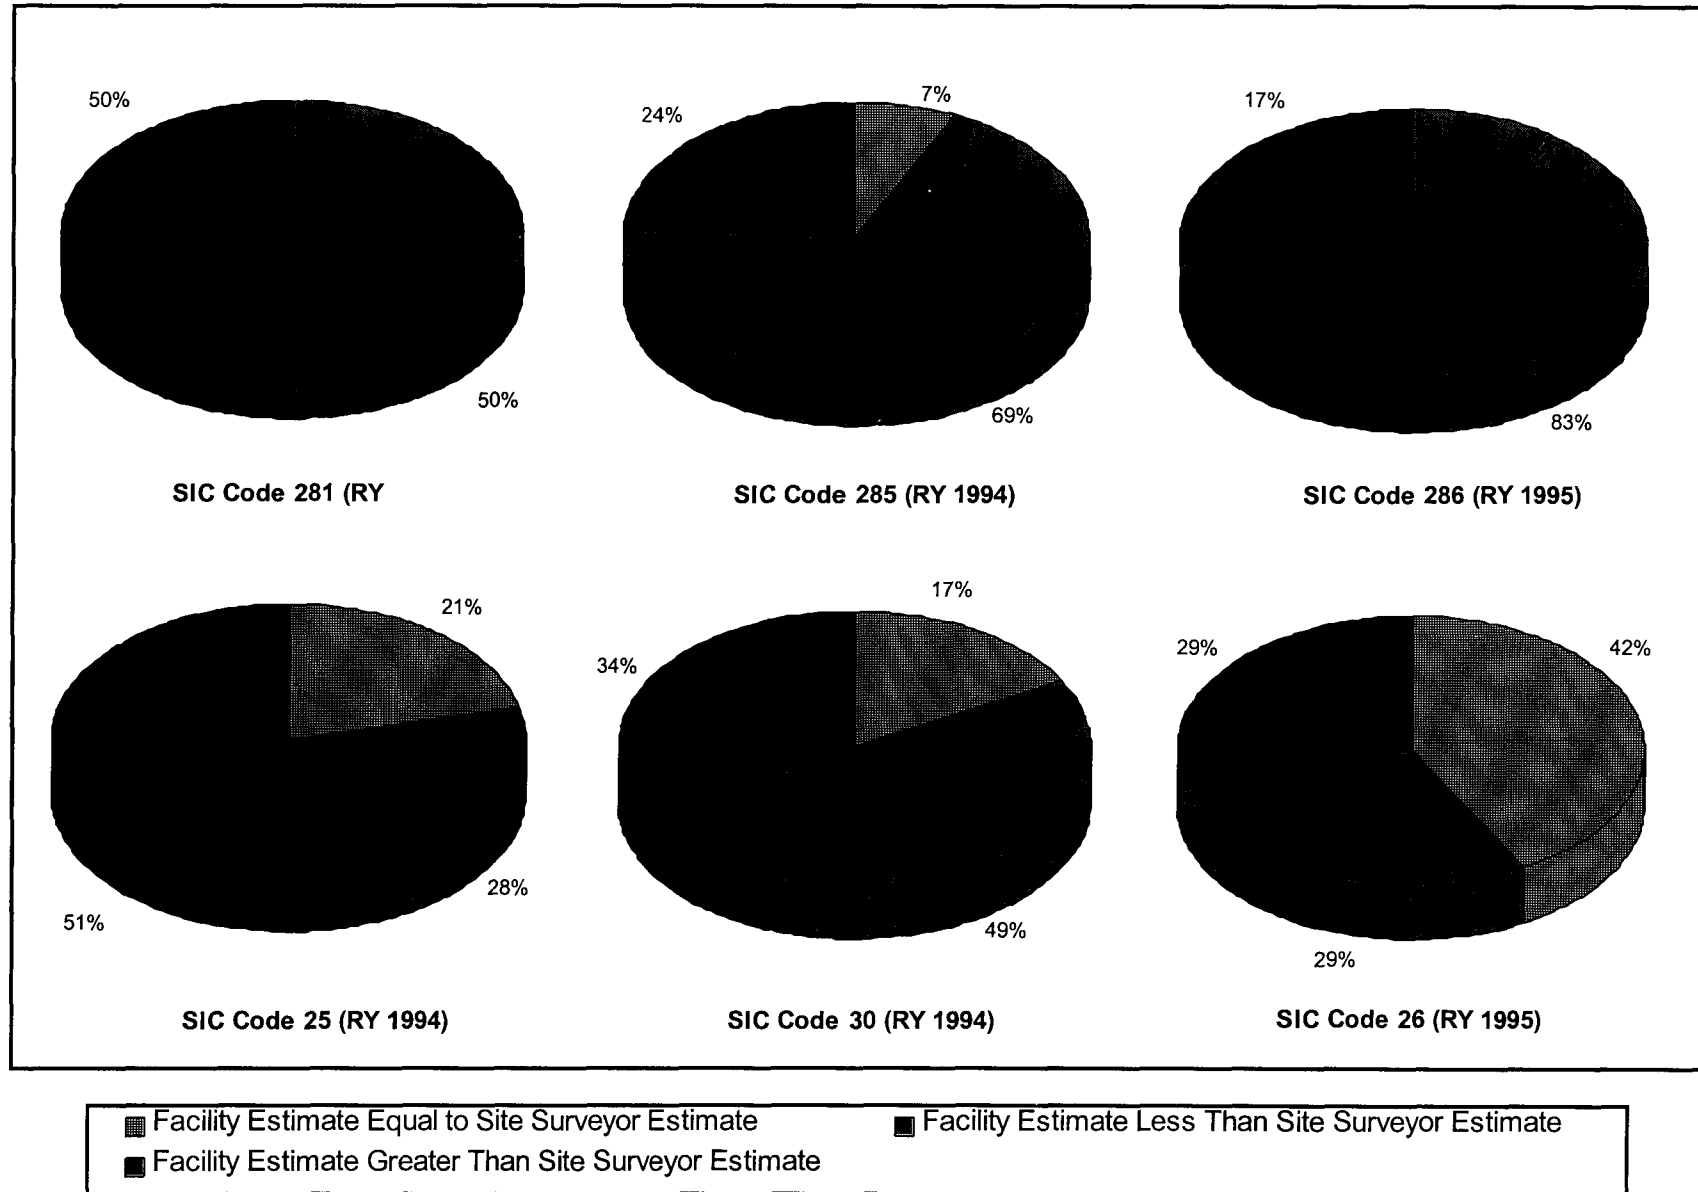 50%
50%
SIC Code 281 (RY
24%
7%
69%
SIC Code 285 (RY 1994)
17%
83%
SIC Code 286 (RY 1995)
21%
28%
51%
SIC Code 25 (RY 1994)
34%
17%
49%
SIC Code 30 (RY 1994)
29%
42%
29%
SIC Code 26 (RY 1995)
Facility Estimate Equal to Site Surveyor Estimate
Facility Estimate Less Than Site Surveyor Estimate
Facility Estimate Greater Than Site Surveyor Estimate